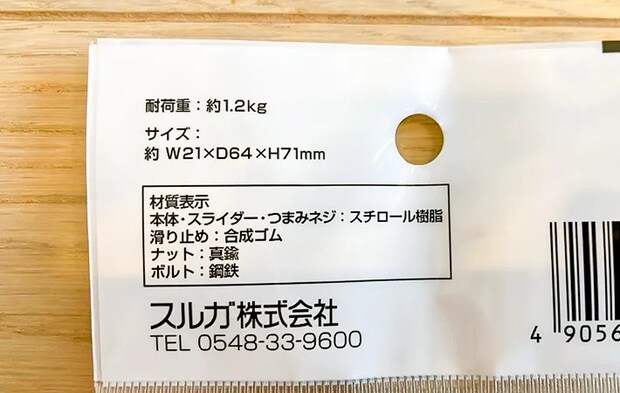 耐荷重：約1.2kg
サイズ：
約 W21×D64×H71mm
材質表示
本体・スライダー・つまみネジ：スチロール樹脂
滑り止め：合成ゴム
ナット：真鍮
ボルト：鋼鉄
スルガ株式会社
TEL 0548-33-9600
4 9056